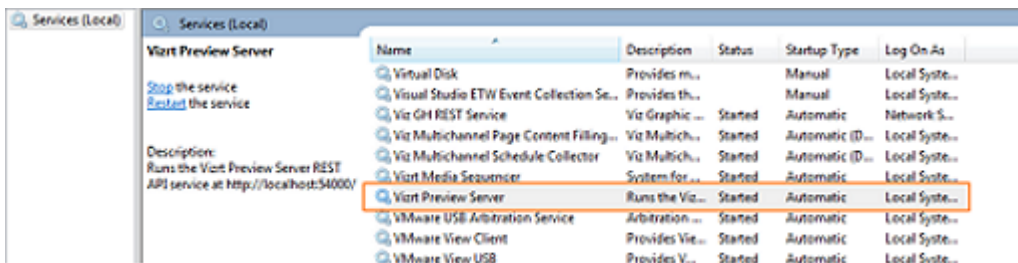 Services (Local)
Services (Local)
Vizrt Preview Server
Stop the service
Restart the service
Description:
Runs the Vizrt Preview Server REST
API service at http://localhost:54000/
Name Description Status Startup Type Log On As
Virtual Disk Provides m... Manual Local Syste...
Visual Studio ETW Event Collection Se... Provides th... Manual Local Syste...
Viz GH REST Service Viz Graphic ... Started Automatic Network S...
Viz Multichannel Page Content Filling... Viz Multich... Started Automatic (D... Local Syste...
Viz Multichannel Schedule Collector Viz Multich... Started Automatic (D... Local Syste...
Vizrt Media Sequencer System for ... Started Automatic Local Syste...
Vizrt Preview Server Runs the Viz... Started Automatic Local Syste...
VMware USB Arbitration Service Arbitration ... Started Automatic Local Syste...
VMware View Client Provides Vie... Started Automatic Local Syste...
VMware View USB Provides V... Started Automatic Local Syste...